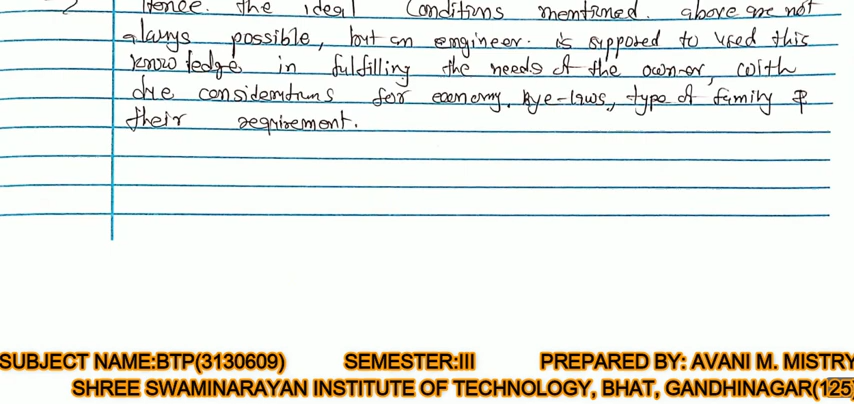 Hence. the ideal Conditions mentioned. above are not
always possible, but an engineer. is supposed to used this
knowledge in fulfilling the needs of the owner, with
due considerations for economy. bye-laws, type of family &
their requirement.
SUBJECT NAME:BTP(3130609) SEMESTER:III PREPARED BY: AVANI M. MISTRY
SHREE SWAMINARAYAN INSTITUTE OF TECHNOLOGY, BHAT, GANDHINAGAR(125)